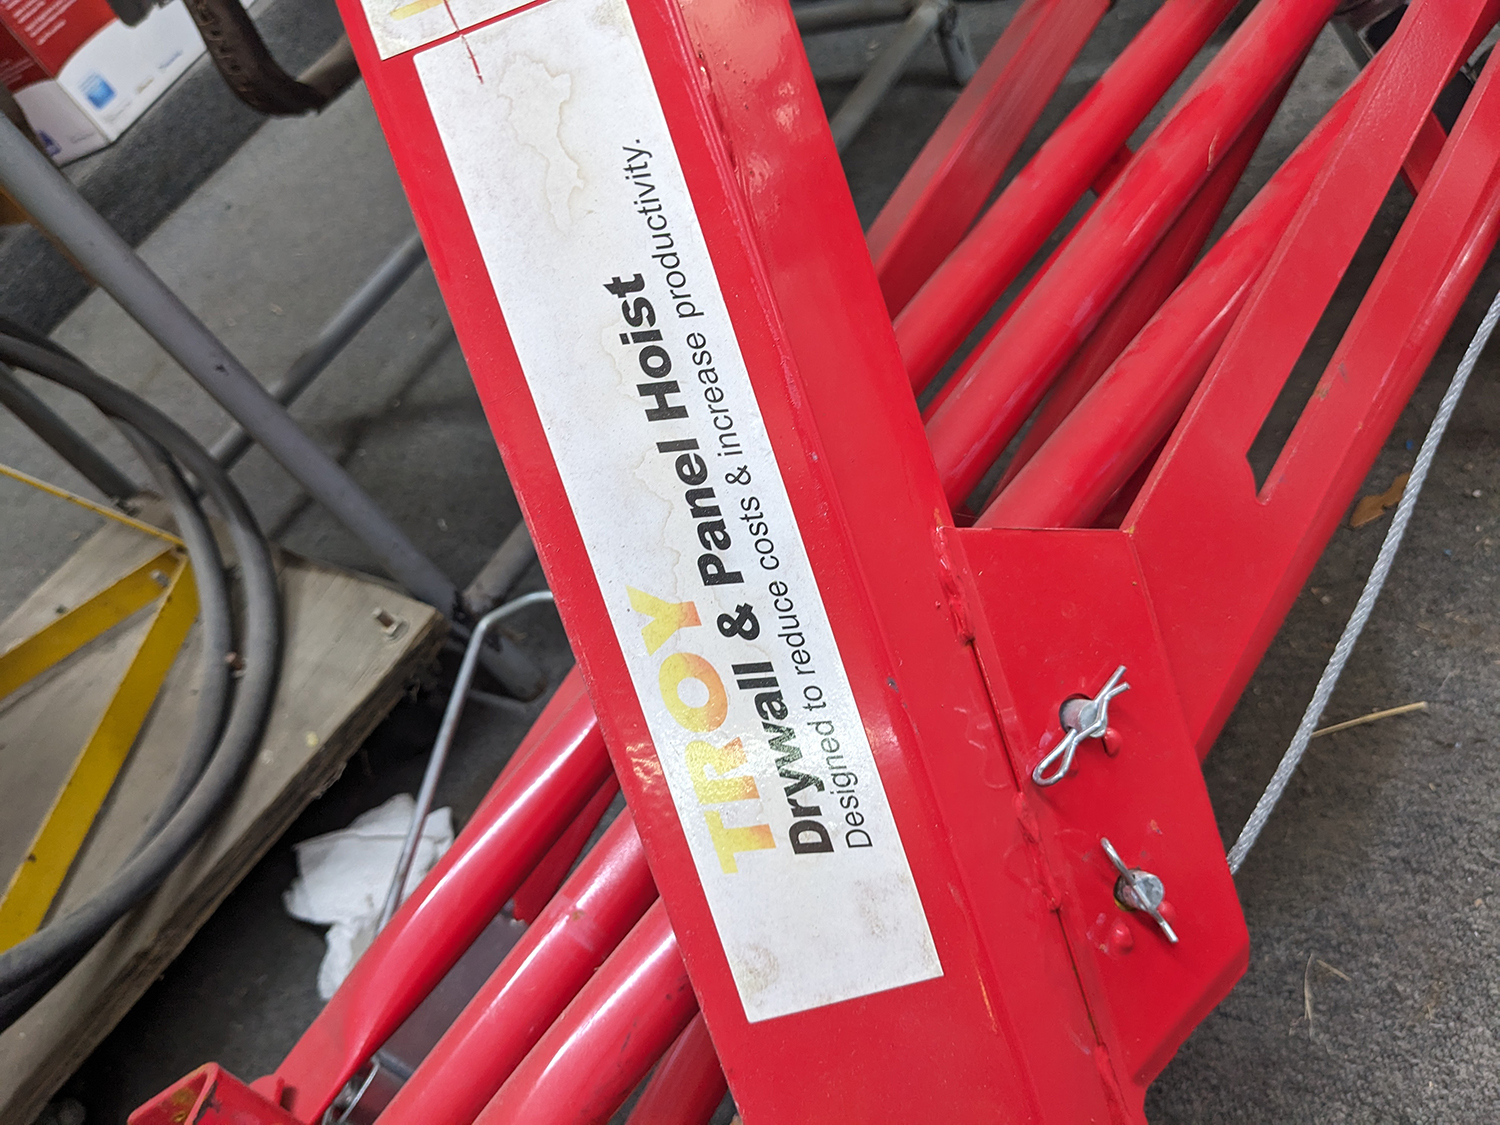 TROY
Drywall & Panel Hoist
Designed to reduce costs & increase productivity.